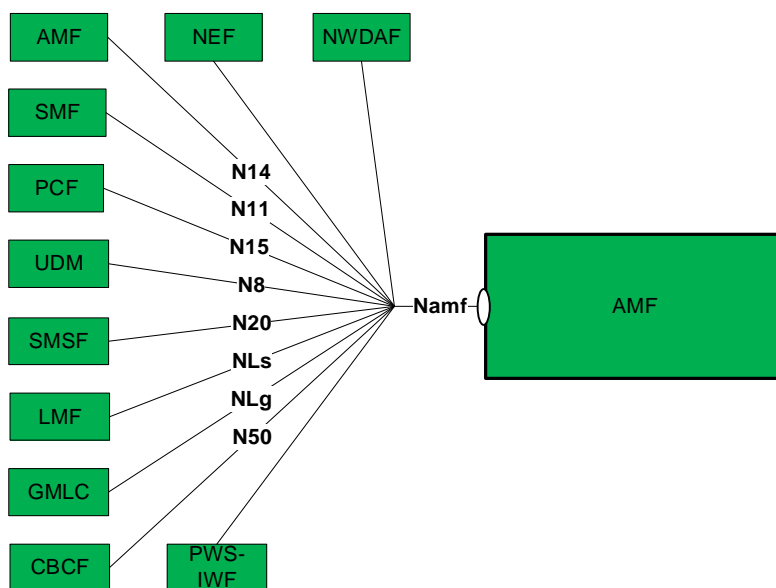 AMF
NEF
NWDAF
SMF
PCF
UDM
SMSF
LMF
GMLC
CBCF
PWS-
IWF
N14
N11
N15
N8
N20
NLs
NLg
N50
Namf
AMF